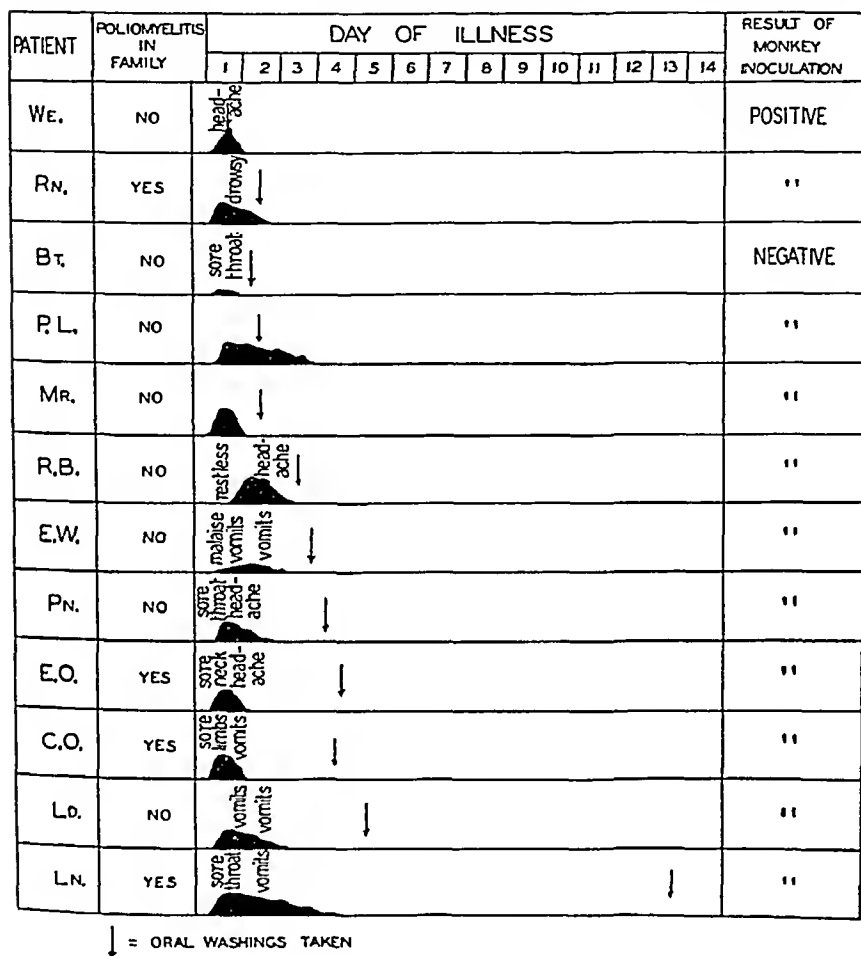 PATIENT
POLIOMYELITIS
IN
FAMILY
DAY OF ILLNESS
1 2 3 4 5 6 7 8 9 10 11 12 13 14
RESULT OF
MONKEY
INOCULATION
WE. NO head-
ache
POSITIVE
RN. YES drowsy "
BT. NO sore
throat
NEGATIVE
P.L. NO "
MR. NO "
R.B. NO restless head-
ache
"
E.W. NO malaise
vomits
vomits
"
PN. NO sore
throat
head-
ache
"
E.O. YES sore
neck
head-
ache
"
C.O. YES sore
limbs
vomits
"
LD. NO vomits
vomits
"
LN. YES sore
throat
vomits
"
↓ = ORAL WASHINGS TAKEN